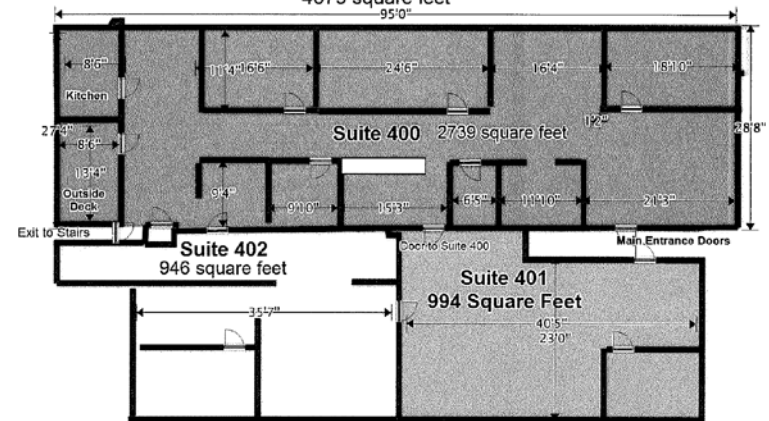 4679 square feet
95'0"
8'6"
11'4"
16'6"
24'6"
16'4"
18'10"
Kitchen
27'4"
Suite 400 2739 square feet
1'2"
28'8"
8'6"
13'4"
Outside
Deck
9'4"
9'10"
15'3"
6'5"
11'10"
21'3"
Exit to Stairs
Suite 402
946 square feet
Door to Suite 400
Main Entrance Doors
Suite 401
994 Square Feet
35'7"
40'5"
23'0"